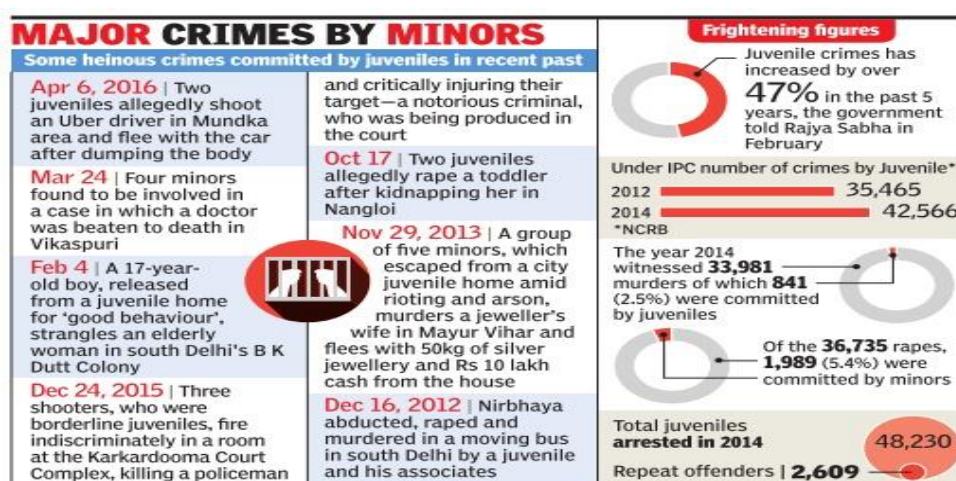 MAJOR CRIMES BY MINORS
Some heinous crimes committed by juveniles in recent past
Apr 6, 2016 | Two
juveniles allegedly shoot
an Uber driver in Mundka
area and flee with the car
after dumping the body
Mar 24 | Four minors
found to be involved in
a case in which a doctor
was beaten to death in
Vikaspuri
Feb 4 | A 17-year-
old boy, released
from a juvenile home
for ‘good behaviour’,
strangles an elderly
woman in south Delhi's B K
Dutt Colony
Dec 24, 2015 | Three
shooters, who were
borderline juveniles, fire
indiscriminately in a room
at the Karkardooma Court
Complex, killing a policeman
and critically injuring their
target—a notorious criminal,
who was being produced in
the court
Oct 17 | Two juveniles
allegedly rape a toddler
after kidnapping her in
Nangloi
Nov 29, 2013 | A group
of five minors, which
escaped from a city
juvenile home amid
rioting and arson,
murders a jeweller's
wife in Mayur Vihar and
flees with 50kg of silver
jewellery and Rs 10 lakh
cash from the house
Dec 16, 2012 | Nirbhaya
abducted, raped and
murdered in a moving bus
in south Delhi by a juvenile
and his associates
Frightening figures
Juvenile crimes has
increased by over
47% in the past 5
years, the government
told Rajya Sabha in
February
Under IPC number of crimes by Juvenile*
2012 35,465
2014 42,566
*NCRB
The year 2014
witnessed 33,981
murders of which 841
(2.5%) were committed
by juveniles
Of the 36,735 rapes,
1,989 (5.4%) were
committed by minors
Total juveniles
arrested in 2014
48,230
Repeat offenders | 2,609